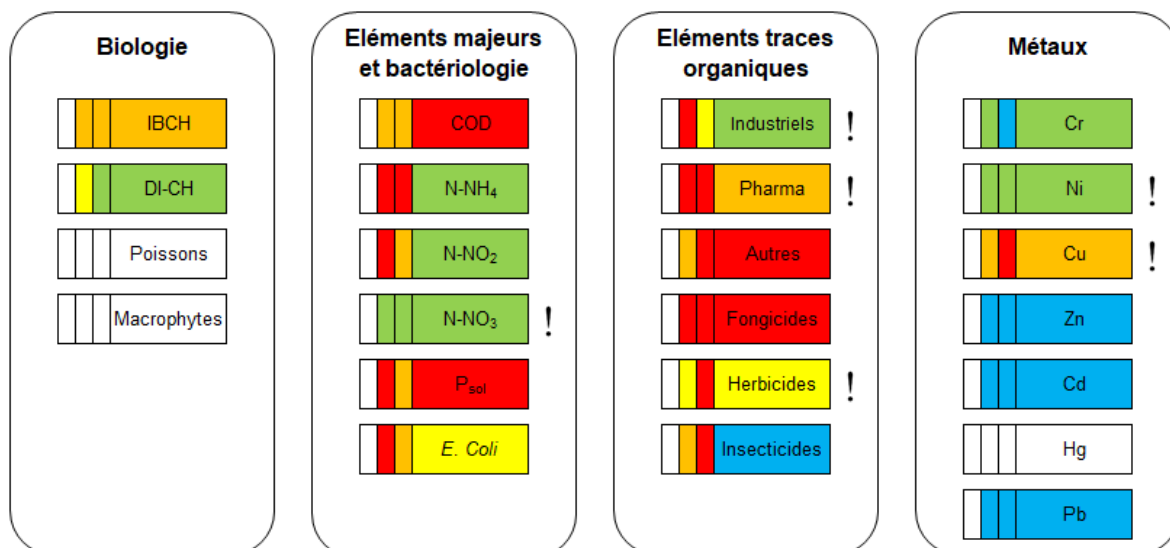 Biologie
IBCH
DI-CH
Poissons
Macrophytes
Eléments majeurs
et bactériologie
COD
N-NH₄
N-NO₂
N-NO₃ !
Pₛₒₗ
E. Coli
Eléments traces
organiques
Industriels !
Pharma !
Autres
Fongicides
Herbicides !
Insecticides
Métaux
Cr
Ni !
Cu !
Zn
Cd
Hg
Pb